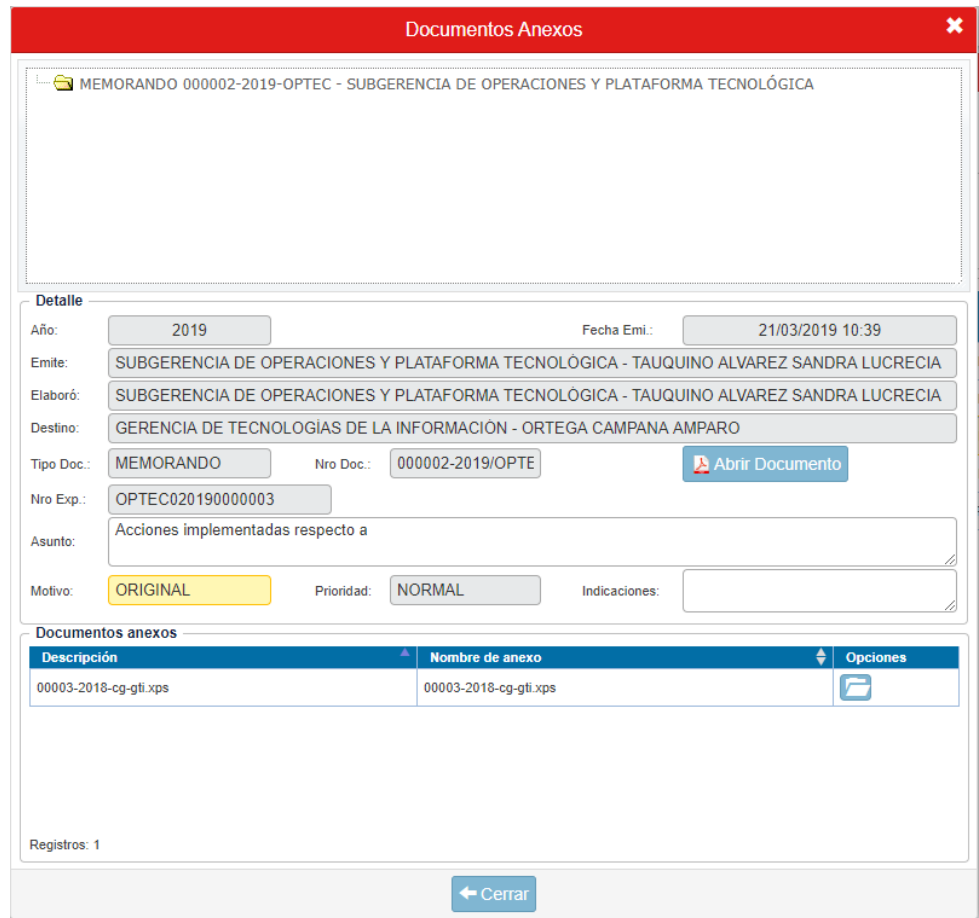 Documentos Anexos
MEMORANDO 000002-2019-OPTEC - SUBGERENCIA DE OPERACIONES Y PLATAFORMA TECNOLÓGICA
Detalle
Año: 2019 Fecha Emi.: 21/03/2019 10:39
Emite: SUBGERENCIA DE OPERACIONES Y PLATAFORMA TECNOLÓGICA - TAUQUINO ALVAREZ SANDRA LUCRECIA
Elaboró: SUBGERENCIA DE OPERACIONES Y PLATAFORMA TECNOLÓGICA - TAUQUINO ALVAREZ SANDRA LUCRECIA
Destino: GERENCIA DE TECNOLOGÍAS DE LA INFORMACIÓN - ORTEGA CAMPANA AMPARO
Tipo Doc.: MEMORANDO Nro Doc.: 000002-2019/OPTE Abrir Documento
Nro Exp.: OPTEC020190000003
Asunto: Acciones implementadas respecto a
Motivo: ORIGINAL Prioridad: NORMAL Indicaciones:
Documentos anexos
Descripción Nombre de anexo Opciones
00003-2018-cg-gti.xps 00003-2018-cg-gti.xps
Registros: 1
Cerrar